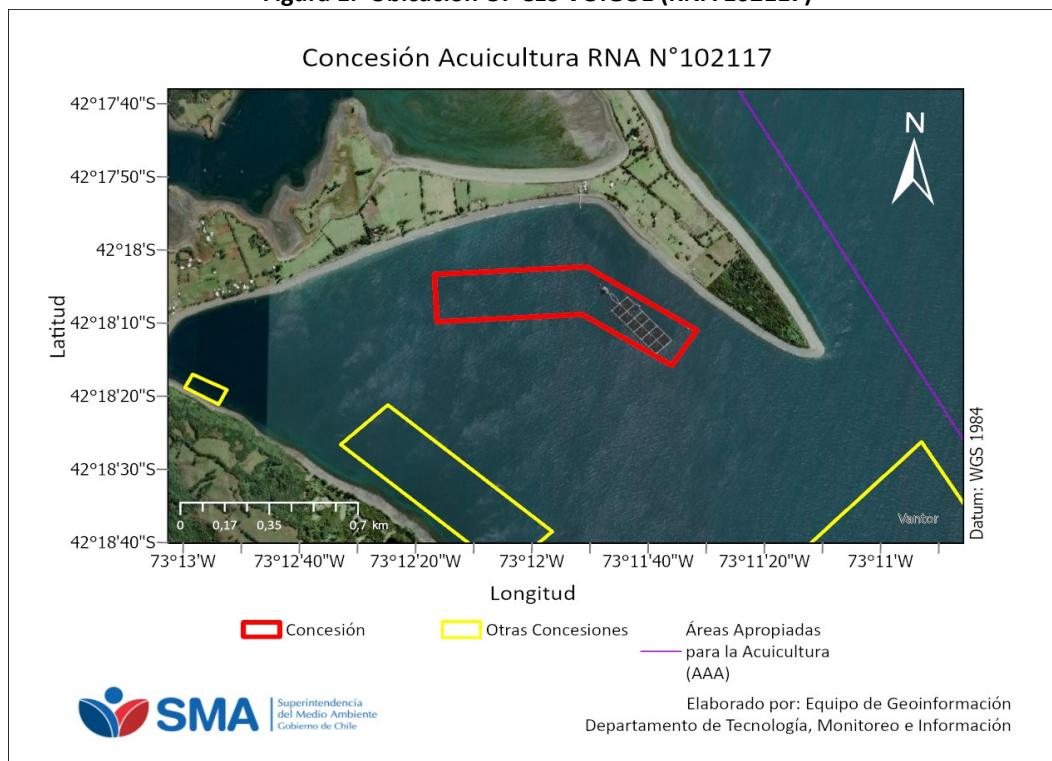 Concesión Acuicultura RNA N°102117
42°17'40"S
42°17'50"S
42°18'S
42°18'10"S
42°18'20"S
42°18'30"S
42°18'40"S
Latitud
N
0 0,17 0,35 0,7 km
Vantor
Datum: WGS 1984
73°13'W 73°12'40"W 73°12'20"W 73°12'W 73°11'40"W 73°11'20"W 73°11'W
Longitud
Concesión
Otras Concesiones
Áreas Apropiadas
para la Acuicultura
(AAA)
SMA
Superintendencia
del Medio Ambiente
Gobierno de Chile
Elaborado por: Equipo de Geoinformación
Departamento de Tecnología, Monitoreo e Información